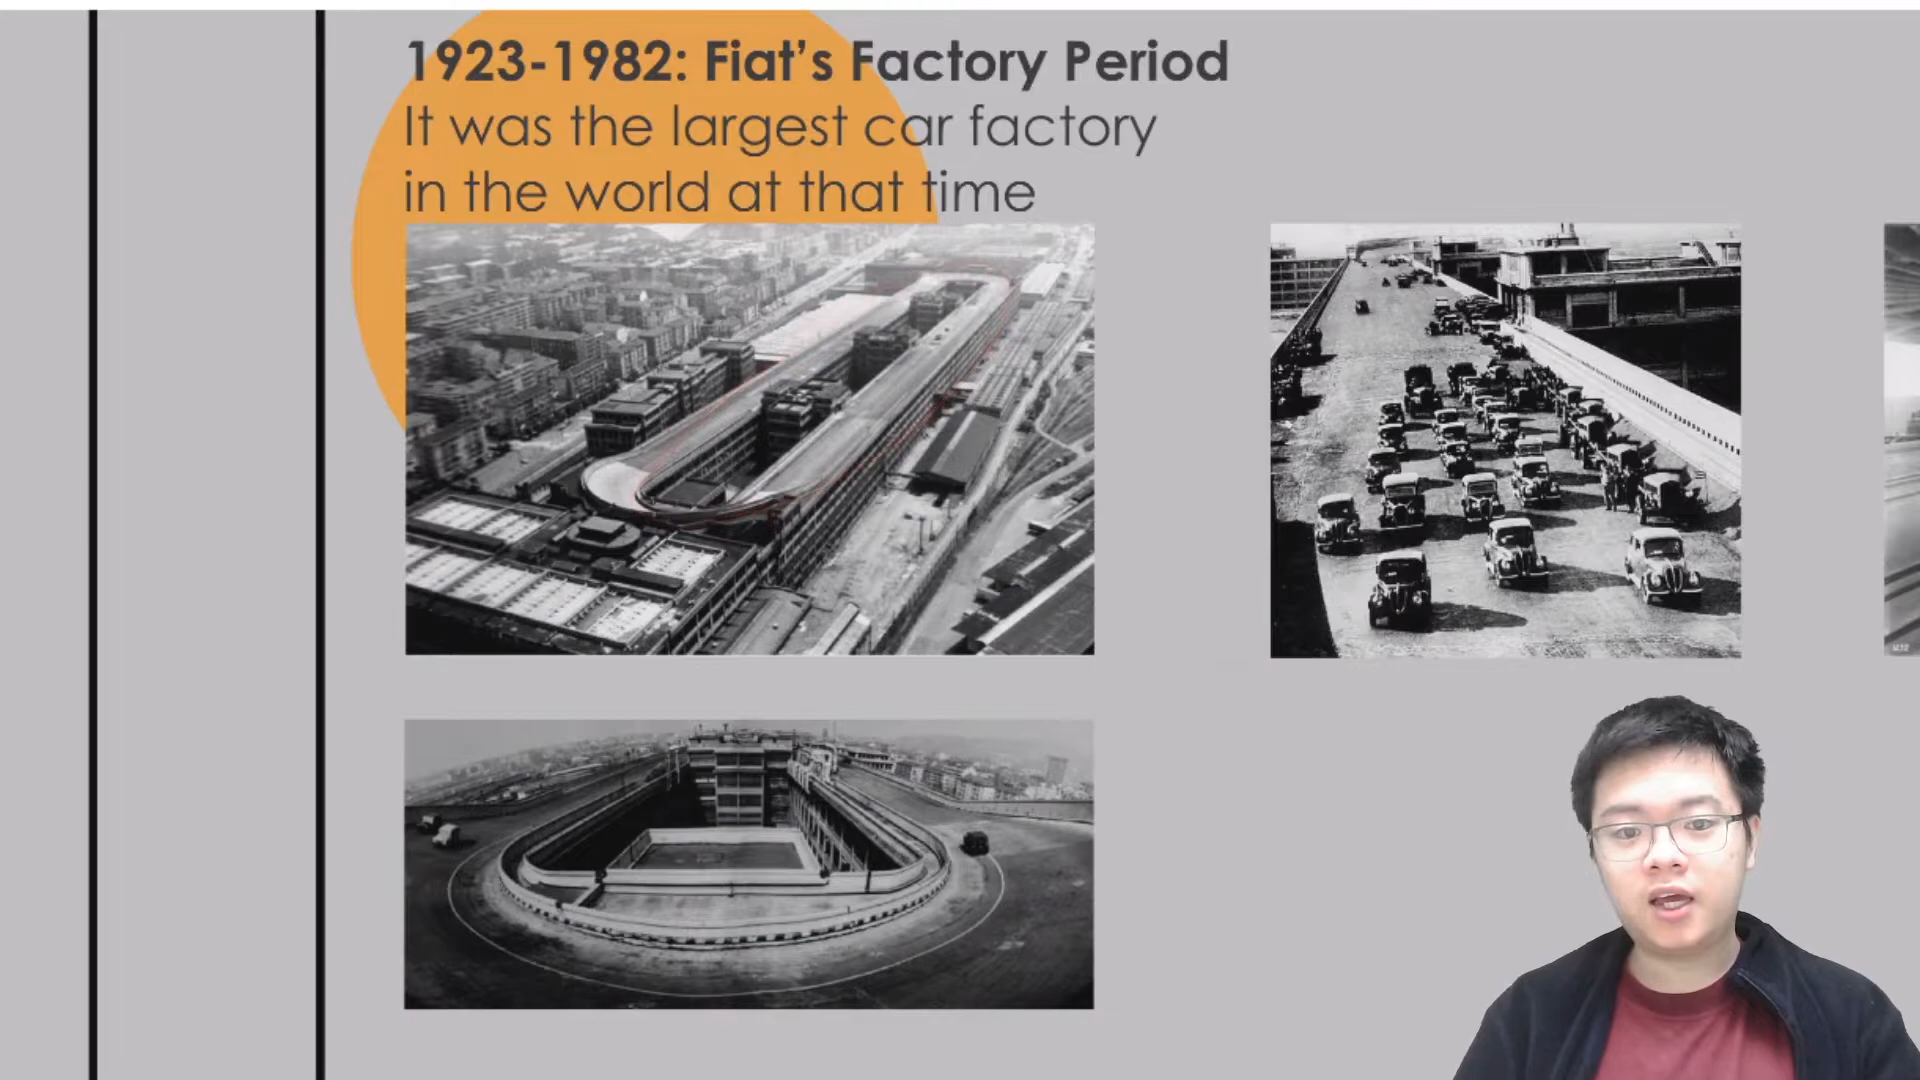 1923-1982: Fiat’s Factory Period
It was the largest car factory
in the world at that time